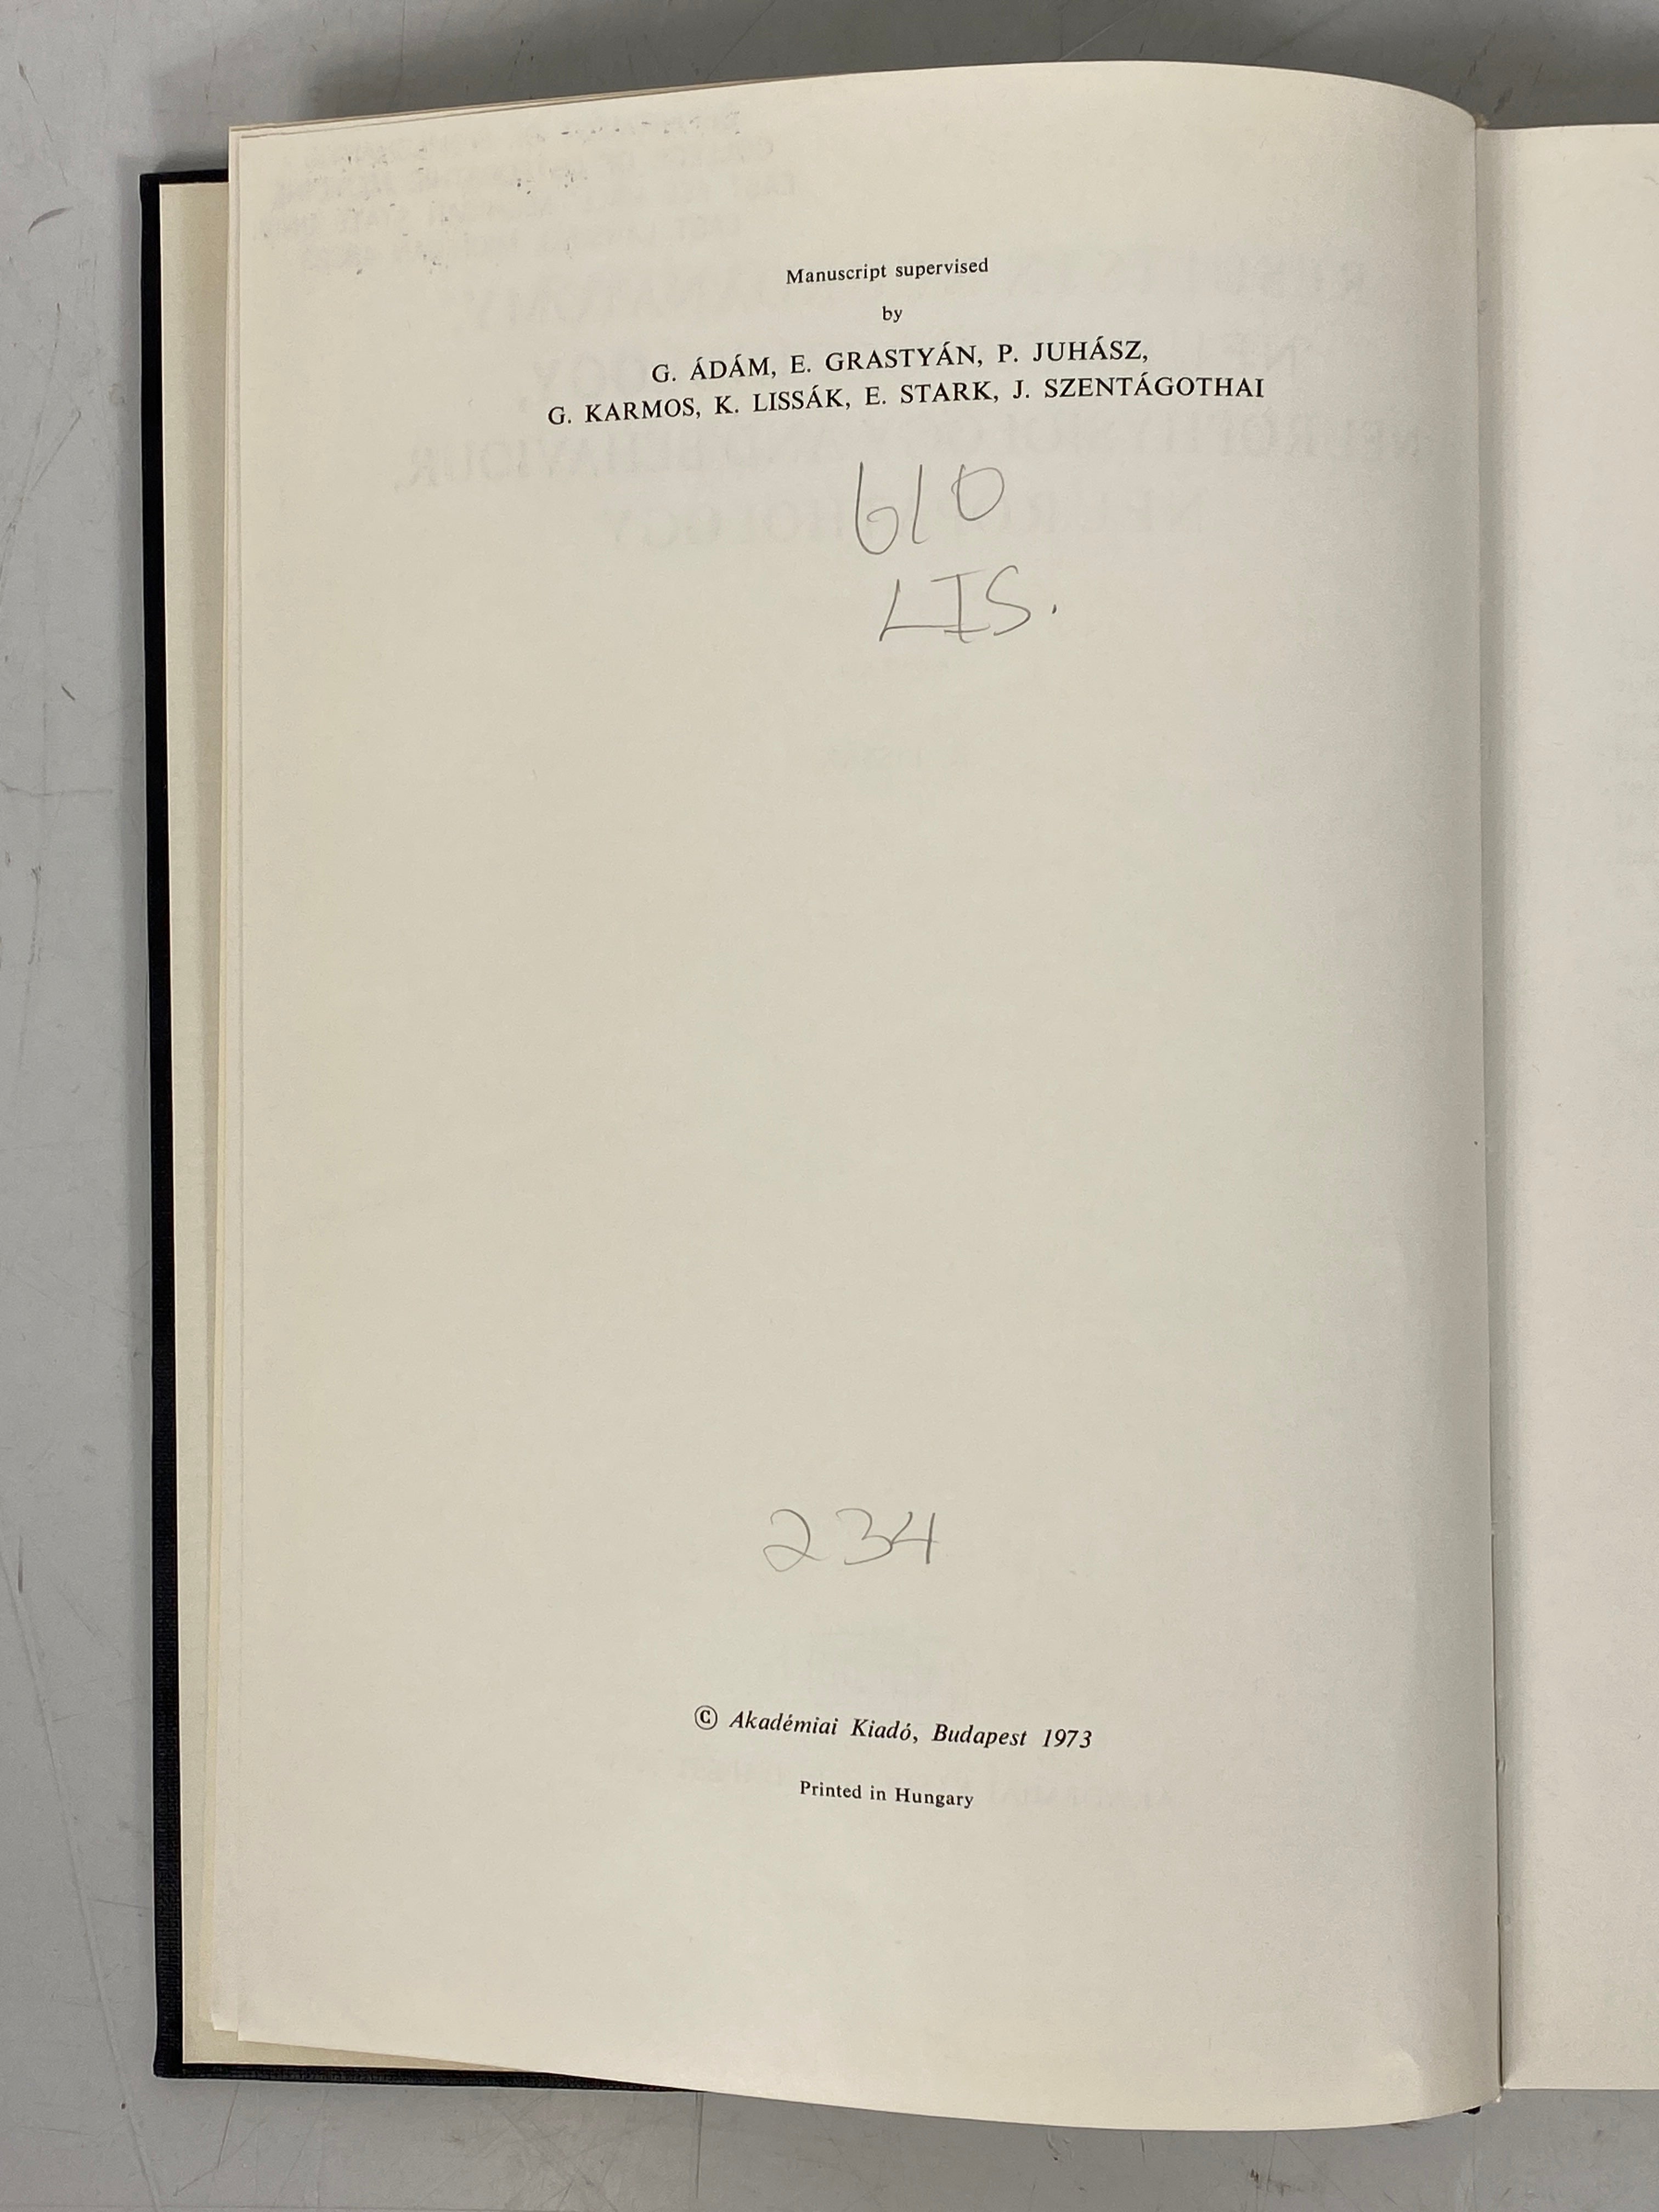 Manuscript supervised
by
G. ÁDÁM, E. GRASTYÁN, P. JUHÁSZ,
G. KARMOS, K. LISSÁK, E. STARK, J. SZENTÁGOTHAI
610
LIS.
234
© Akadémiai Kiadó, Budapest 1973
Printed in Hungary